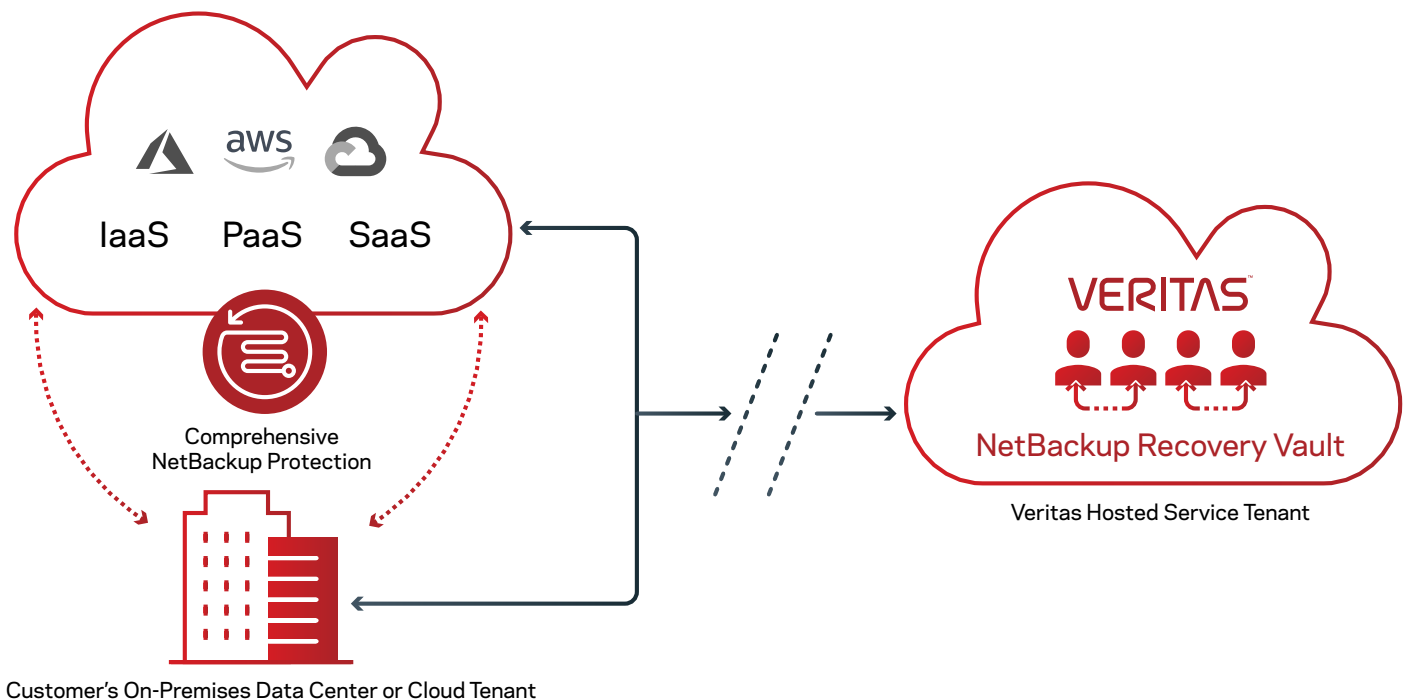 aws
IaaS PaaS SaaS
Comprehensive
NetBackup Protection
Customer's On-Premises Data Center or Cloud Tenant
VERITAS™
NetBackup Recovery Vault
Veritas Hosted Service Tenant